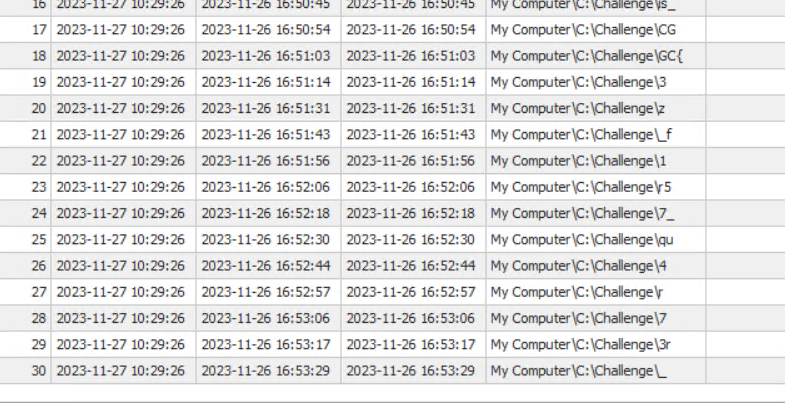 16 2023-11-27 10:29:26 2023-11-26 16:50:45 2023-11-26 16:50:45 My Computer\C:\Challenge\is_
17 2023-11-27 10:29:26 2023-11-26 16:50:54 2023-11-26 16:50:54 My Computer\C:\Challenge\CG
18 2023-11-27 10:29:26 2023-11-26 16:51:03 2023-11-26 16:51:03 My Computer\C:\Challenge\GC{
19 2023-11-27 10:29:26 2023-11-26 16:51:14 2023-11-26 16:51:14 My Computer\C:\Challenge\3
20 2023-11-27 10:29:26 2023-11-26 16:51:31 2023-11-26 16:51:31 My Computer\C:\Challenge\z
21 2023-11-27 10:29:26 2023-11-26 16:51:43 2023-11-26 16:51:43 My Computer\C:\Challenge\_f
22 2023-11-27 10:29:26 2023-11-26 16:51:56 2023-11-26 16:51:56 My Computer\C:\Challenge\1
23 2023-11-27 10:29:26 2023-11-26 16:52:06 2023-11-26 16:52:06 My Computer\C:\Challenge\r5
24 2023-11-27 10:29:26 2023-11-26 16:52:18 2023-11-26 16:52:18 My Computer\C:\Challenge\7_
25 2023-11-27 10:29:26 2023-11-26 16:52:30 2023-11-26 16:52:30 My Computer\C:\Challenge\qu
26 2023-11-27 10:29:26 2023-11-26 16:52:44 2023-11-26 16:52:44 My Computer\C:\Challenge\4
27 2023-11-27 10:29:26 2023-11-26 16:52:57 2023-11-26 16:52:57 My Computer\C:\Challenge\r
28 2023-11-27 10:29:26 2023-11-26 16:53:06 2023-11-26 16:53:06 My Computer\C:\Challenge\7
29 2023-11-27 10:29:26 2023-11-26 16:53:17 2023-11-26 16:53:17 My Computer\C:\Challenge\3r
30 2023-11-27 10:29:26 2023-11-26 16:53:29 2023-11-26 16:53:29 My Computer\C:\Challenge\_